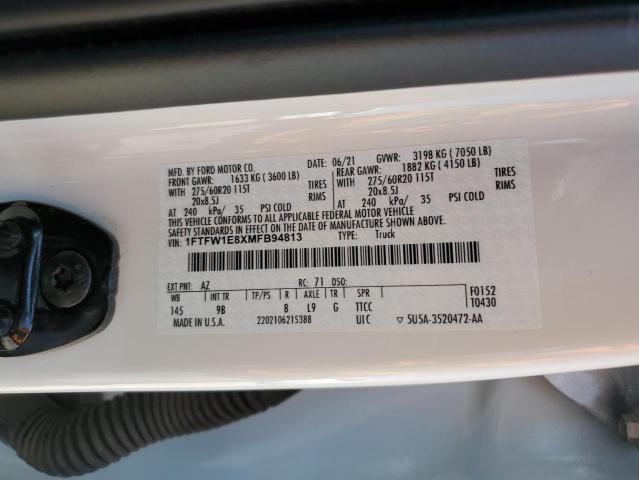 MFD. BY FORD MOTOR CO.
DATE: 06/21 GVWR: 3198 KG ( 7050 LB)
FRONT GAWR: 1633 KG ( 3600 LB) REAR GAWR: 1882 KG ( 4150 LB)
WITH 275/60R20 115T TIRES WITH 275/60R20 115T TIRES
20x8.5J RIMS 20x8.5J RIMS
AT 240 kPa/ 35 PSI COLD AT 240 kPa/ 35 PSI COLD
THIS VEHICLE CONFORMS TO ALL APPLICABLE FEDERAL MOTOR VEHICLE
SAFETY STANDARDS IN EFFECT ON THE DATE OF MANUFACTURE SHOWN ABOVE.
VIN: 1FTFW1E8XMFB94813 TYPE: Truck
EXT PNT: AZ RC: 71 DSO: F0152
WB INT TR TP/PS R AXLE TR SPR T0430
145 9B 8 L9 G TTCC
MADE IN U.S.A. 2202106215388 UIC ▽ 5U5A-3520472-AA